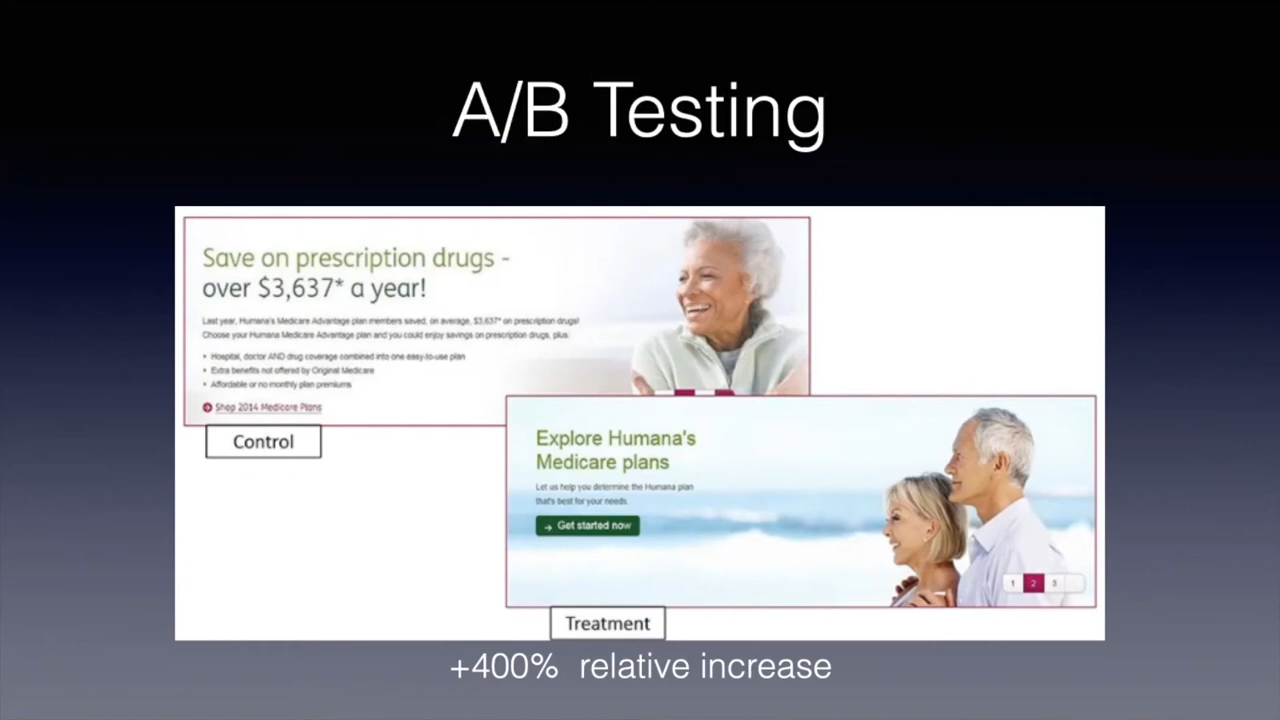 A/B Testing
Save on prescription drugs -
over $3,637* a year!
Last year, Humana's Medicare Advantage plan members saved, on average, $3,637* on prescription drugs!
Choose your Humana Medicare Advantage plan and you could enjoy savings on prescription drugs, plus:
• Hospital, doctor AND drug coverage combined into one easy-to-use plan
• Extra benefits not offered by Original Medicare
• Affordable or no monthly plan premiums
Shop 2014 Medicare Plans
Control
Explore Humana's
Medicare plans
Let us help you determine the Humana plan
that's best for your needs.
Get started now
1 2 3
Treatment
+400% relative increase